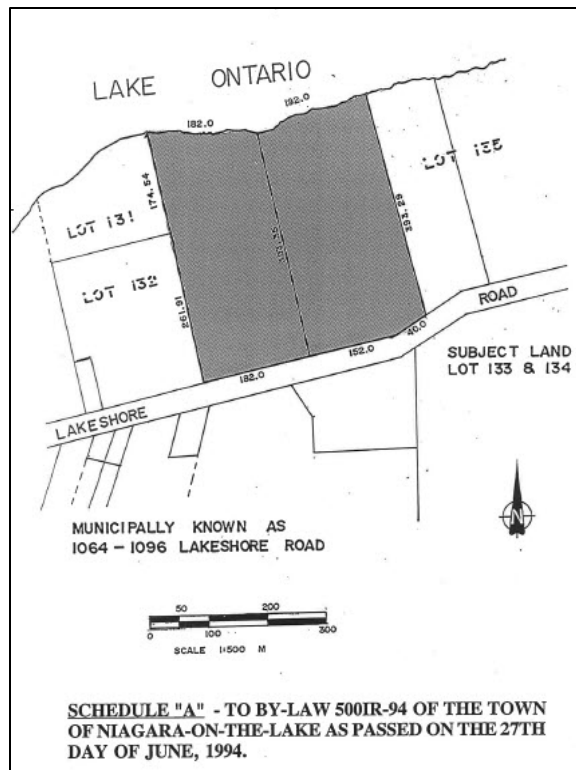 LAKE ONTARIO
182.0
192.0
LOT 135
174.54
LOT 131
393.29
LOT 132
261.91
ROAD
40.0
152.0
182.0
SUBJECT LAND
LOT 133 & 134
LAKESHORE
MUNICIPALLY KNOWN AS
1064 - 1096 LAKESHORE ROAD
N
50 200
0 100 300
SCALE 1:500 M
SCHEDULE "A" - TO BY-LAW 500IR-94 OF THE TOWN
OF NIAGARA-ON-THE-LAKE AS PASSED ON THE 27TH
DAY OF JUNE, 1994.